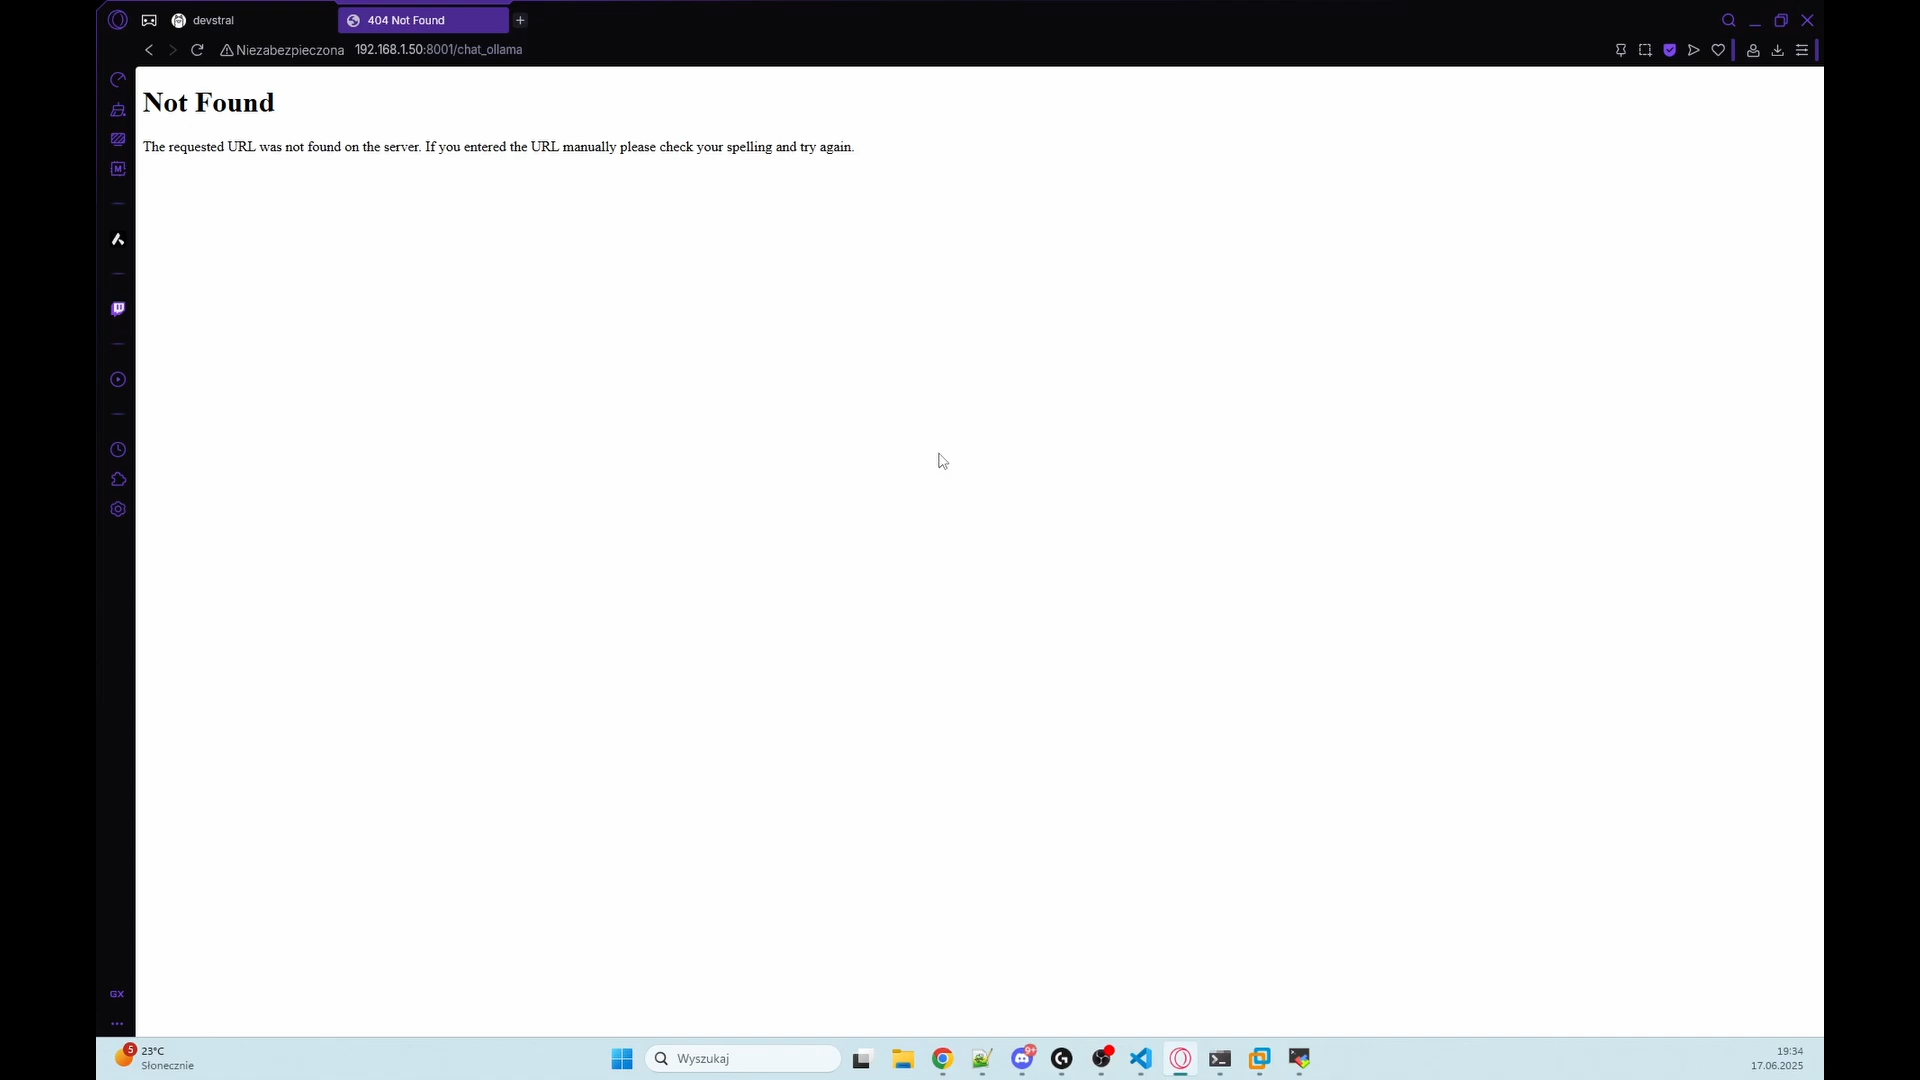 devstral
404 Not Found
Niezabezpieczona 192.168.1.50:8001/chat_ollama
Not Found
The requested URL was not found on the server. If you entered the URL manually please check your spelling and try again.
M
GX
5
23°C
Słonecznie
Wyszukaj
9+
19:34
17.06.2025